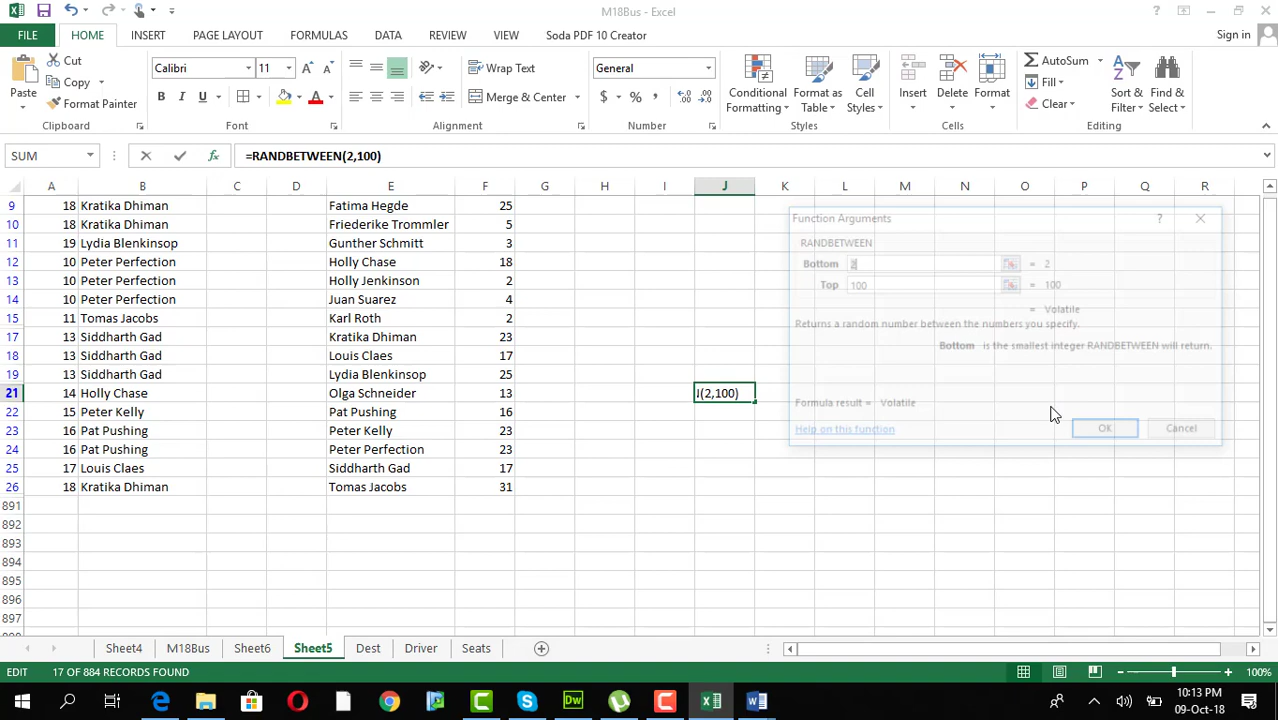 M18Bus - Excel
FILE HOME INSERT PAGE LAYOUT FORMULAS DATA REVIEW VIEW Soda PDF 10 Creator Sign in
Cut
Copy
Format Painter
Paste
Clipboard
Calibri 11
B I U
Font
Wrap Text
Merge & Center
Alignment
General
$ % ,
Number
Conditional Formatting
Format as Table
Cell Styles
Styles
Insert Delete Format
Cells
AutoSum
Fill
Clear
Sort & Filter
Find & Select
Editing
SUM fx =RANDBETWEEN(2,100)
A B C D E F G H I J K L M N O P Q R
9 18 Kratika Dhiman Fatima Hegde 25
10 18 Kratika Dhiman Friederike Trommler 5
11 19 Lydia Blenkinsop Gunther Schmitt 3
12 10 Peter Perfection Holly Chase 18
13 10 Peter Perfection Holly Jenkinson 2
14 10 Peter Perfection Juan Suarez 4
15 11 Tomas Jacobs Karl Roth 2
17 13 Siddharth Gad Kratika Dhiman 23
18 13 Siddharth Gad Louis Claes 17
19 13 Siddharth Gad Lydia Blenkinsop 25
21 14 Holly Chase Olga Schneider 13 (2,100)
22 15 Peter Kelly Pat Pushing 16
23 16 Pat Pushing Peter Kelly 23
24 16 Pat Pushing Peter Perfection 23
25 17 Louis Claes Siddharth Gad 17
26 18 Kratika Dhiman Tomas Jacobs 31
891
892
893
894
895
896
897
Function Arguments ?
RANDBETWEEN
Bottom 2 = 2
Top 100 = 100
= Volatile
Returns a random number between the numbers you specify.
Bottom is the smallest integer RANDBETWEEN will return.
Formula result = Volatile
Help on this function OK Cancel
Sheet4 M18Bus Sheet6 Sheet5 Dest Driver Seats
EDIT 17 OF 884 RECORDS FOUND 100%
10:13 PM
09-Oct-18